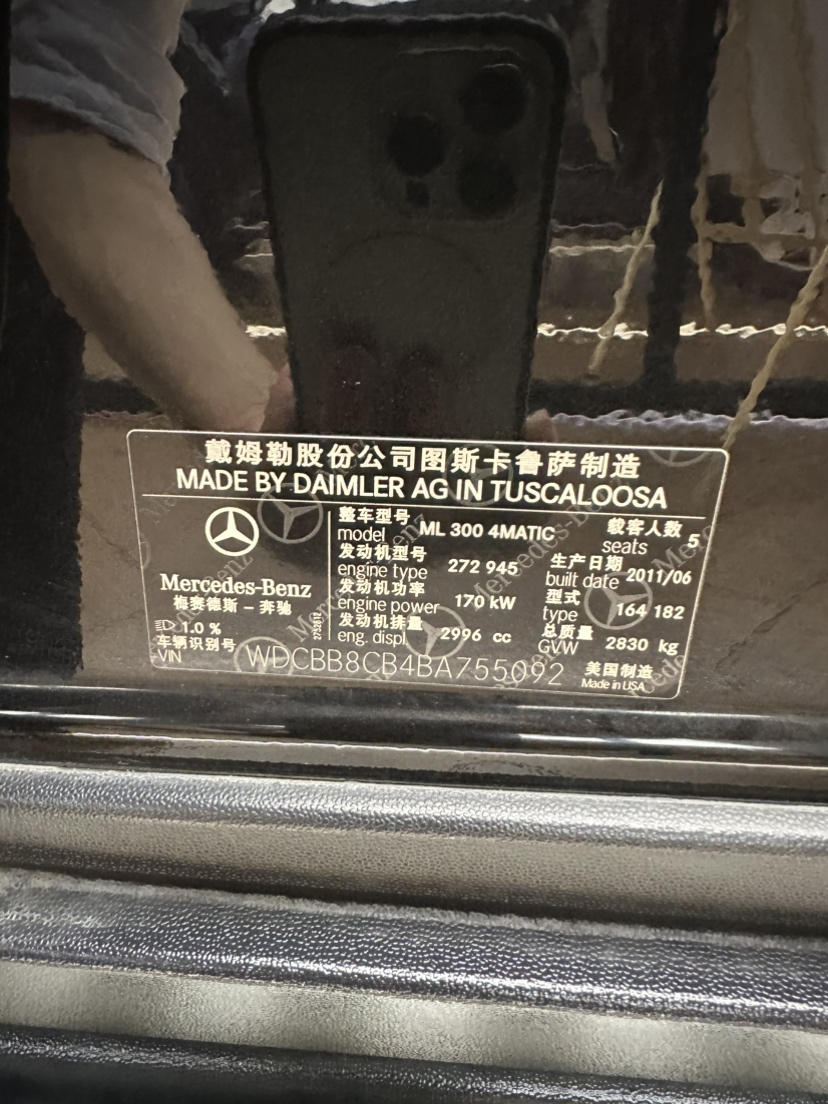 戴姆勒股份公司图斯卡鲁萨制造
MADE BY DAIMLER AG IN TUSCALOOSA
Mercedes-Benz
梅赛德斯－奔驰
1.0 %
整车型号
model ML 300 4MATIC
载客人数
seats 5
发动机型号
engine type 272 945
生产日期
built date 2011/06
发动机功率
engine power 170 kW
型式
type 164 182
发动机排量
eng. displ 2996 cc
总质量
GVW 2830 kg
车辆识别号
VIN WDCBB8CB4BA755092
美国制造
Made in USA